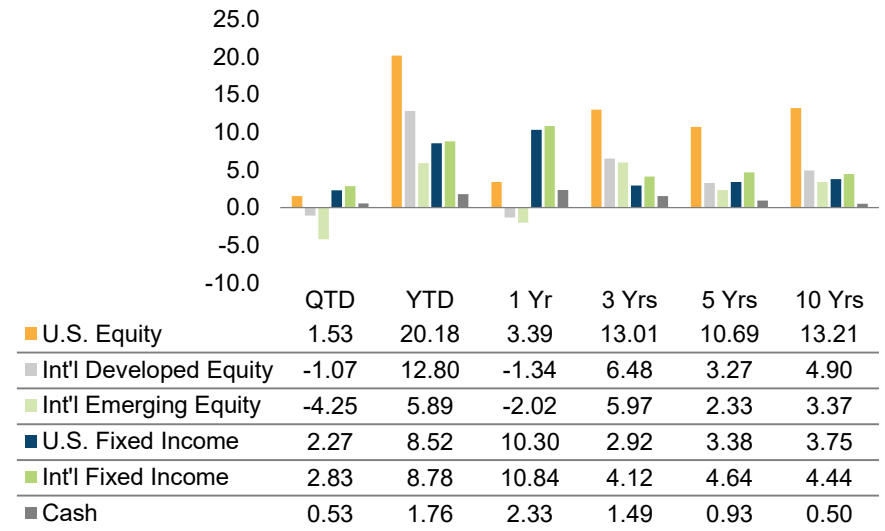 25.0
20.0
15.0
10.0
5.0
0.0
-5.0
-10.0
QTD YTD 1 Yr 3 Yrs 5 Yrs 10 Yrs
U.S. Equity 1.53 20.18 3.39 13.01 10.69 13.21
Int'l Developed Equity -1.07 12.80 -1.34 6.48 3.27 4.90
Int'l Emerging Equity -4.25 5.89 -2.02 5.97 2.33 3.37
U.S. Fixed Income 2.27 8.52 10.30 2.92 3.38 3.75
Int'l Fixed Income 2.83 8.78 10.84 4.12 4.64 4.44
Cash 0.53 1.76 2.33 1.49 0.93 0.50